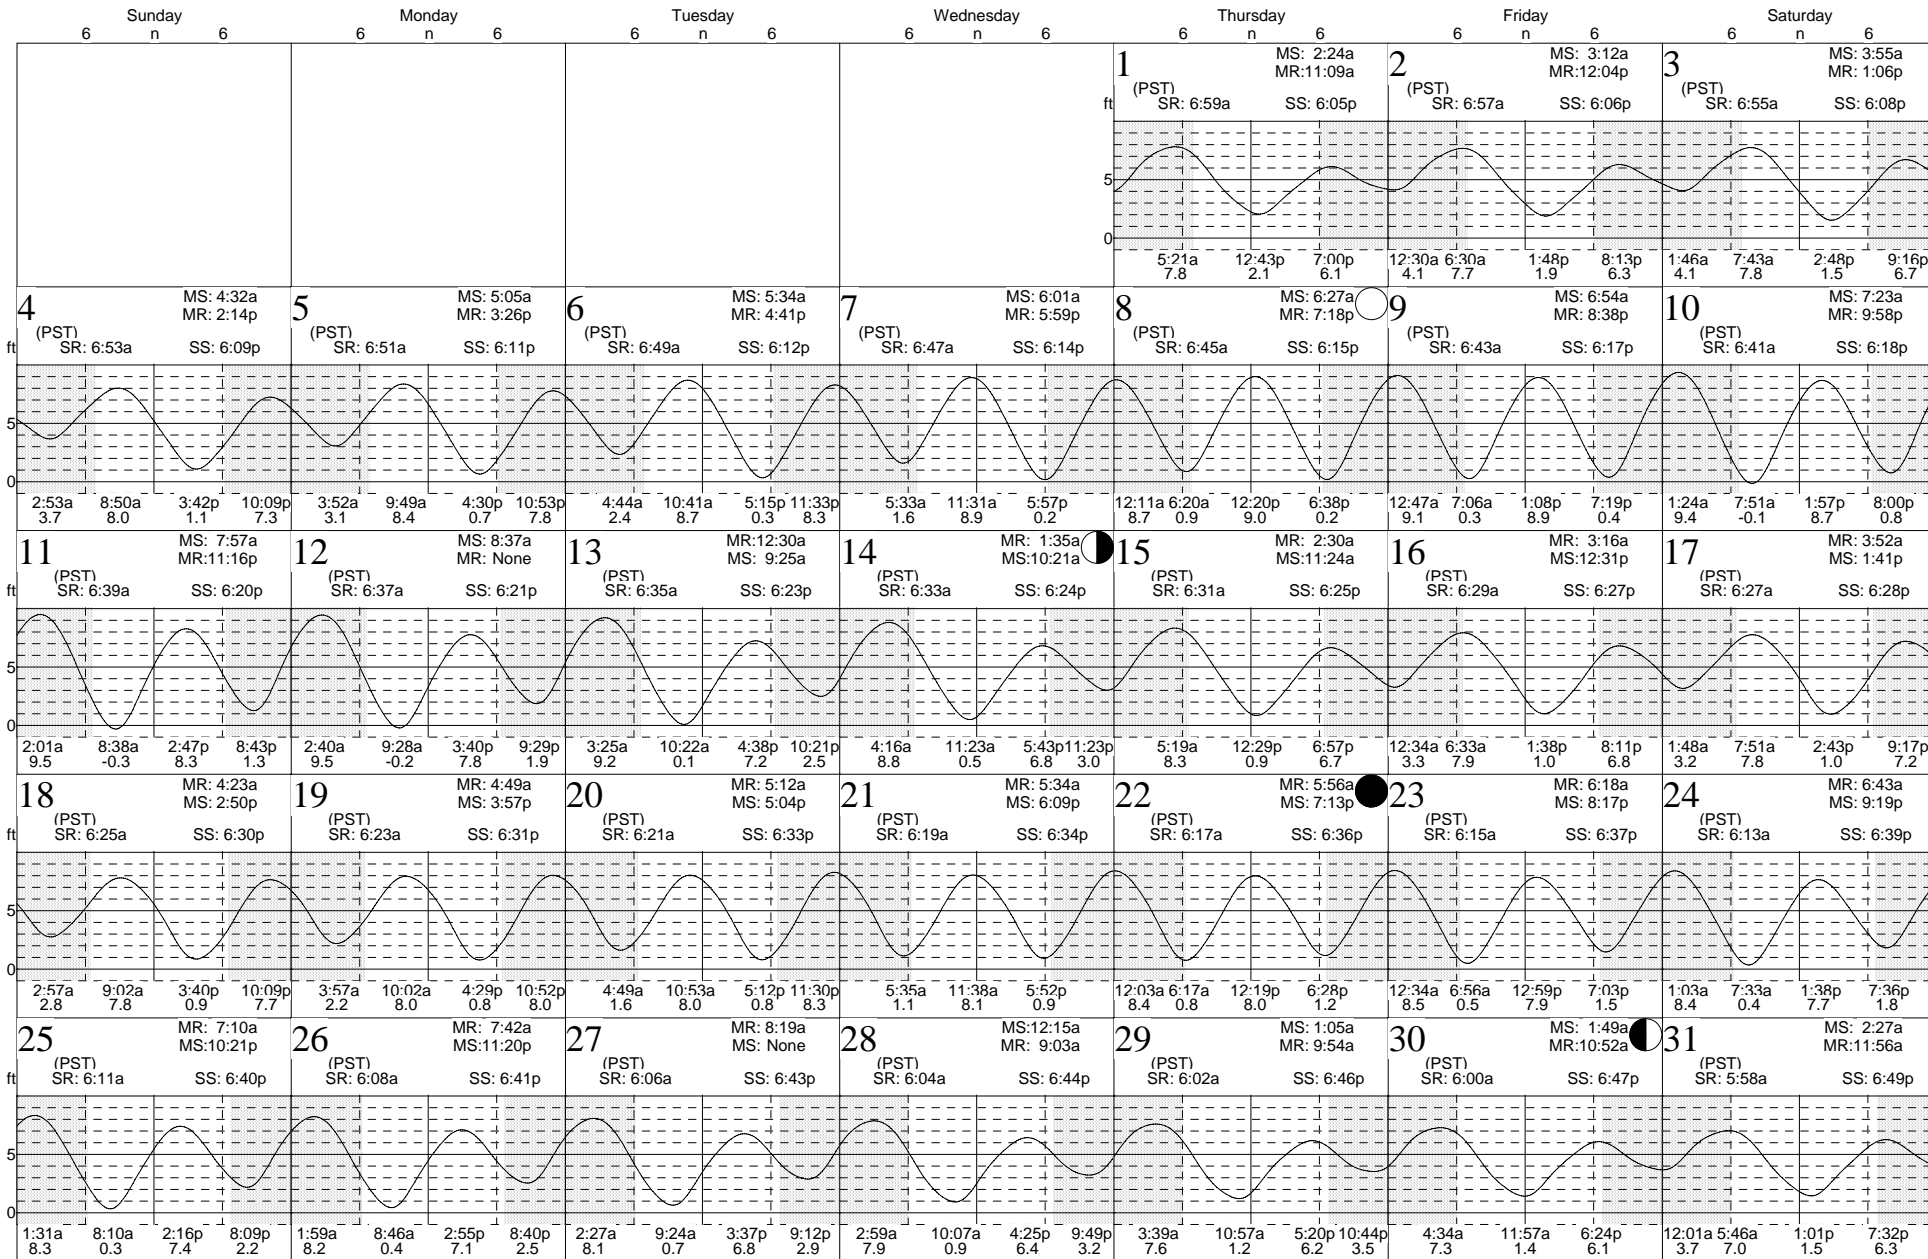 Sunday Monday Tuesday Wednesday Thursday Friday Saturday
6 n 6 6 n 6 6 n 6 6 n 6 6 n 6 6 n 6 6 n 6
1 MS: 2:24a 2 MS: 3:12a 3 MS: 3:55a
MR:11:09a MR:12:04p MR: 1:06p
(PST) (PST) (PST)
ft SR: 6:59a SS: 6:05p SR: 6:57a SS: 6:06p SR: 6:55a SS: 6:08p
5
0
5:21a 12:43p 7:00p 12:30a 6:30a 1:48p 8:13p 1:46a 7:43a 2:48p 9:16p
7.8 2.1 6.1 4.1 7.7 1.9 6.3 4.1 7.8 1.5 6.7
4 MS: 4:32a 5 MS: 5:05a 6 MS: 5:34a 7 MS: 6:01a 8 MS: 6:27a 9 MS: 6:54a 10 MS: 7:23a
MR: 2:14p MR: 3:26p MR: 4:41p MR: 5:59p MR: 7:18p MR: 8:38p MR: 9:58p
(PST) (PST) (PST) (PST) (PST) (PST) (PST)
ft SR: 6:53a SS: 6:09p SR: 6:51a SS: 6:11p SR: 6:49a SS: 6:12p SR: 6:47a SS: 6:14p SR: 6:45a SS: 6:15p SR: 6:43a SS: 6:17p SR: 6:41a SS: 6:18p
5
0
2:53a 8:50a 3:42p 10:09p 3:52a 9:49a 4:30p 10:53p 4:44a 10:41a 5:15p 11:33p 5:33a 11:31a 5:57p 12:11a 6:20a 12:20p 6:38p 12:47a 7:06a 1:08p 7:19p 1:24a 7:51a 1:57p 8:00p
3.7 8.0 1.1 7.3 3.1 8.4 0.7 7.8 2.4 8.7 0.3 8.3 1.6 8.9 0.2 8.7 0.9 9.0 0.2 9.1 0.3 8.9 0.4 9.4 -0.1 8.7 0.8
11 MS: 7:57a 12 MS: 8:37a 13 MR:12:30a 14 MR: 1:35a 15 MR: 2:30a 16 MR: 3:16a 17 MR: 3:52a
MR:11:16p MR: None MS: 9:25a MS:10:21a MS:11:24a MS:12:31p MS: 1:41p
(PST) (PST) (PST) (PST) (PST) (PST) (PST)
ft SR: 6:39a SS: 6:20p SR: 6:37a SS: 6:21p SR: 6:35a SS: 6:23p SR: 6:33a SS: 6:24p SR: 6:31a SS: 6:25p SR: 6:29a SS: 6:27p SR: 6:27a SS: 6:28p
5
0
2:01a 8:38a 2:47p 8:43p 2:40a 9:28a 3:40p 9:29p 3:25a 10:22a 4:38p 10:21p 4:16a 11:23a 5:43p 11:23p 5:19a 12:29p 6:57p 12:34a 6:33a 1:38p 8:11p 1:48a 7:51a 2:43p 9:17p
9.5 -0.3 8.3 1.3 9.5 -0.2 7.8 1.9 9.2 0.1 7.2 2.5 8.8 0.5 6.8 3.0 8.3 0.9 6.7 3.3 7.9 1.0 6.8 3.2 7.8 1.0 7.2
18 MR: 4:23a 19 MR: 4:49a 20 MR: 5:12a 21 MR: 5:34a 22 MR: 5:56a 23 MR: 6:18a 24 MR: 6:43a
MS: 2:50p MS: 3:57p MS: 5:04p MS: 6:09p MS: 7:13p MS: 8:17p MS: 9:19p
(PST) (PST) (PST) (PST) (PST) (PST) (PST)
ft SR: 6:25a SS: 6:30p SR: 6:23a SS: 6:31p SR: 6:21a SS: 6:33p SR: 6:19a SS: 6:34p SR: 6:17a SS: 6:36p SR: 6:15a SS: 6:37p SR: 6:13a SS: 6:39p
5
0
2:57a 9:02a 3:40p 10:09p 3:57a 10:02a 4:29p 10:52p 4:49a 10:53a 5:12p 11:30p 5:35a 11:38a 5:52p 12:03a 6:17a 12:19p 6:28p 12:34a 6:56a 12:59p 7:03p 1:03a 7:33a 1:38p 7:36p
2.8 7.8 0.9 7.7 2.2 8.0 0.8 8.0 1.6 8.0 0.8 8.3 1.1 8.1 0.9 8.4 0.8 8.0 1.2 8.5 0.5 7.9 1.5 8.4 0.4 7.7 1.8
25 MR: 7:10a 26 MR: 7:42a 27 MR: 8:19a 28 MS:12:15a 29 MS: 1:05a 30 MS: 1:49a 31 MS: 2:27a
MS:10:21p MS:11:20p MS: None MR: 9:03a MR: 9:54a MR:10:52a MR:11:56a
(PST) (PST) (PST) (PST) (PST) (PST) (PST)
ft SR: 6:11a SS: 6:40p SR: 6:08a SS: 6:41p SR: 6:06a SS: 6:43p SR: 6:04a SS: 6:44p SR: 6:02a SS: 6:46p SR: 6:00a SS: 6:47p SR: 5:58a SS: 6:49p
5
0
1:31a 8:10a 2:16p 8:09p 1:59a 8:46a 2:55p 8:40p 2:27a 9:24a 3:37p 9:12p 2:59a 10:07a 4:25p 9:49p 3:39a 10:57a 5:20p 10:44p 4:34a 11:57a 6:24p 12:01a 5:46a 1:01p 7:32p
8.3 0.3 7.4 2.2 8.2 0.4 7.1 2.5 8.1 0.7 6.8 2.9 7.9 0.9 6.4 3.2 7.6 1.2 6.2 3.5 7.3 1.4 6.1 3.7 7.0 1.5 6.3